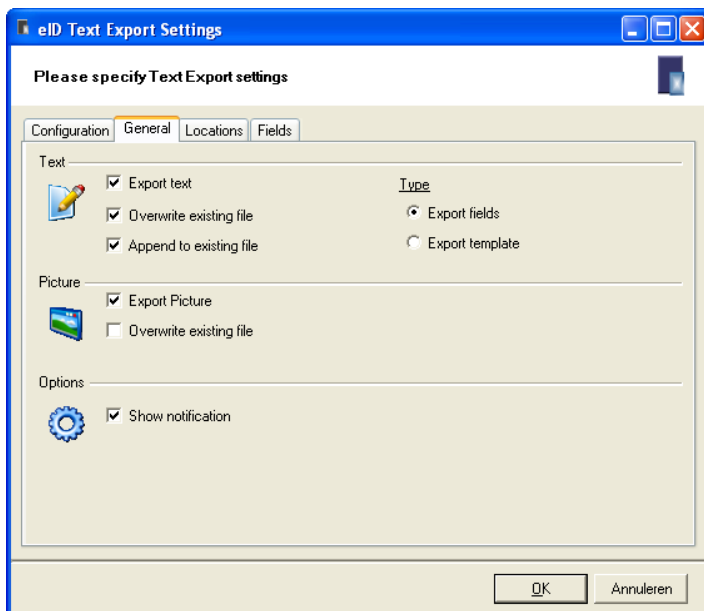 eID Text Export Settings
Please specify Text Export settings
Configuration General Locations Fields
Text
Export text
Type
Overwrite existing file
Export fields
Append to existing file
Export template
Picture
Export Picture
Overwrite existing file
Options
Show notification
OK Annuleren